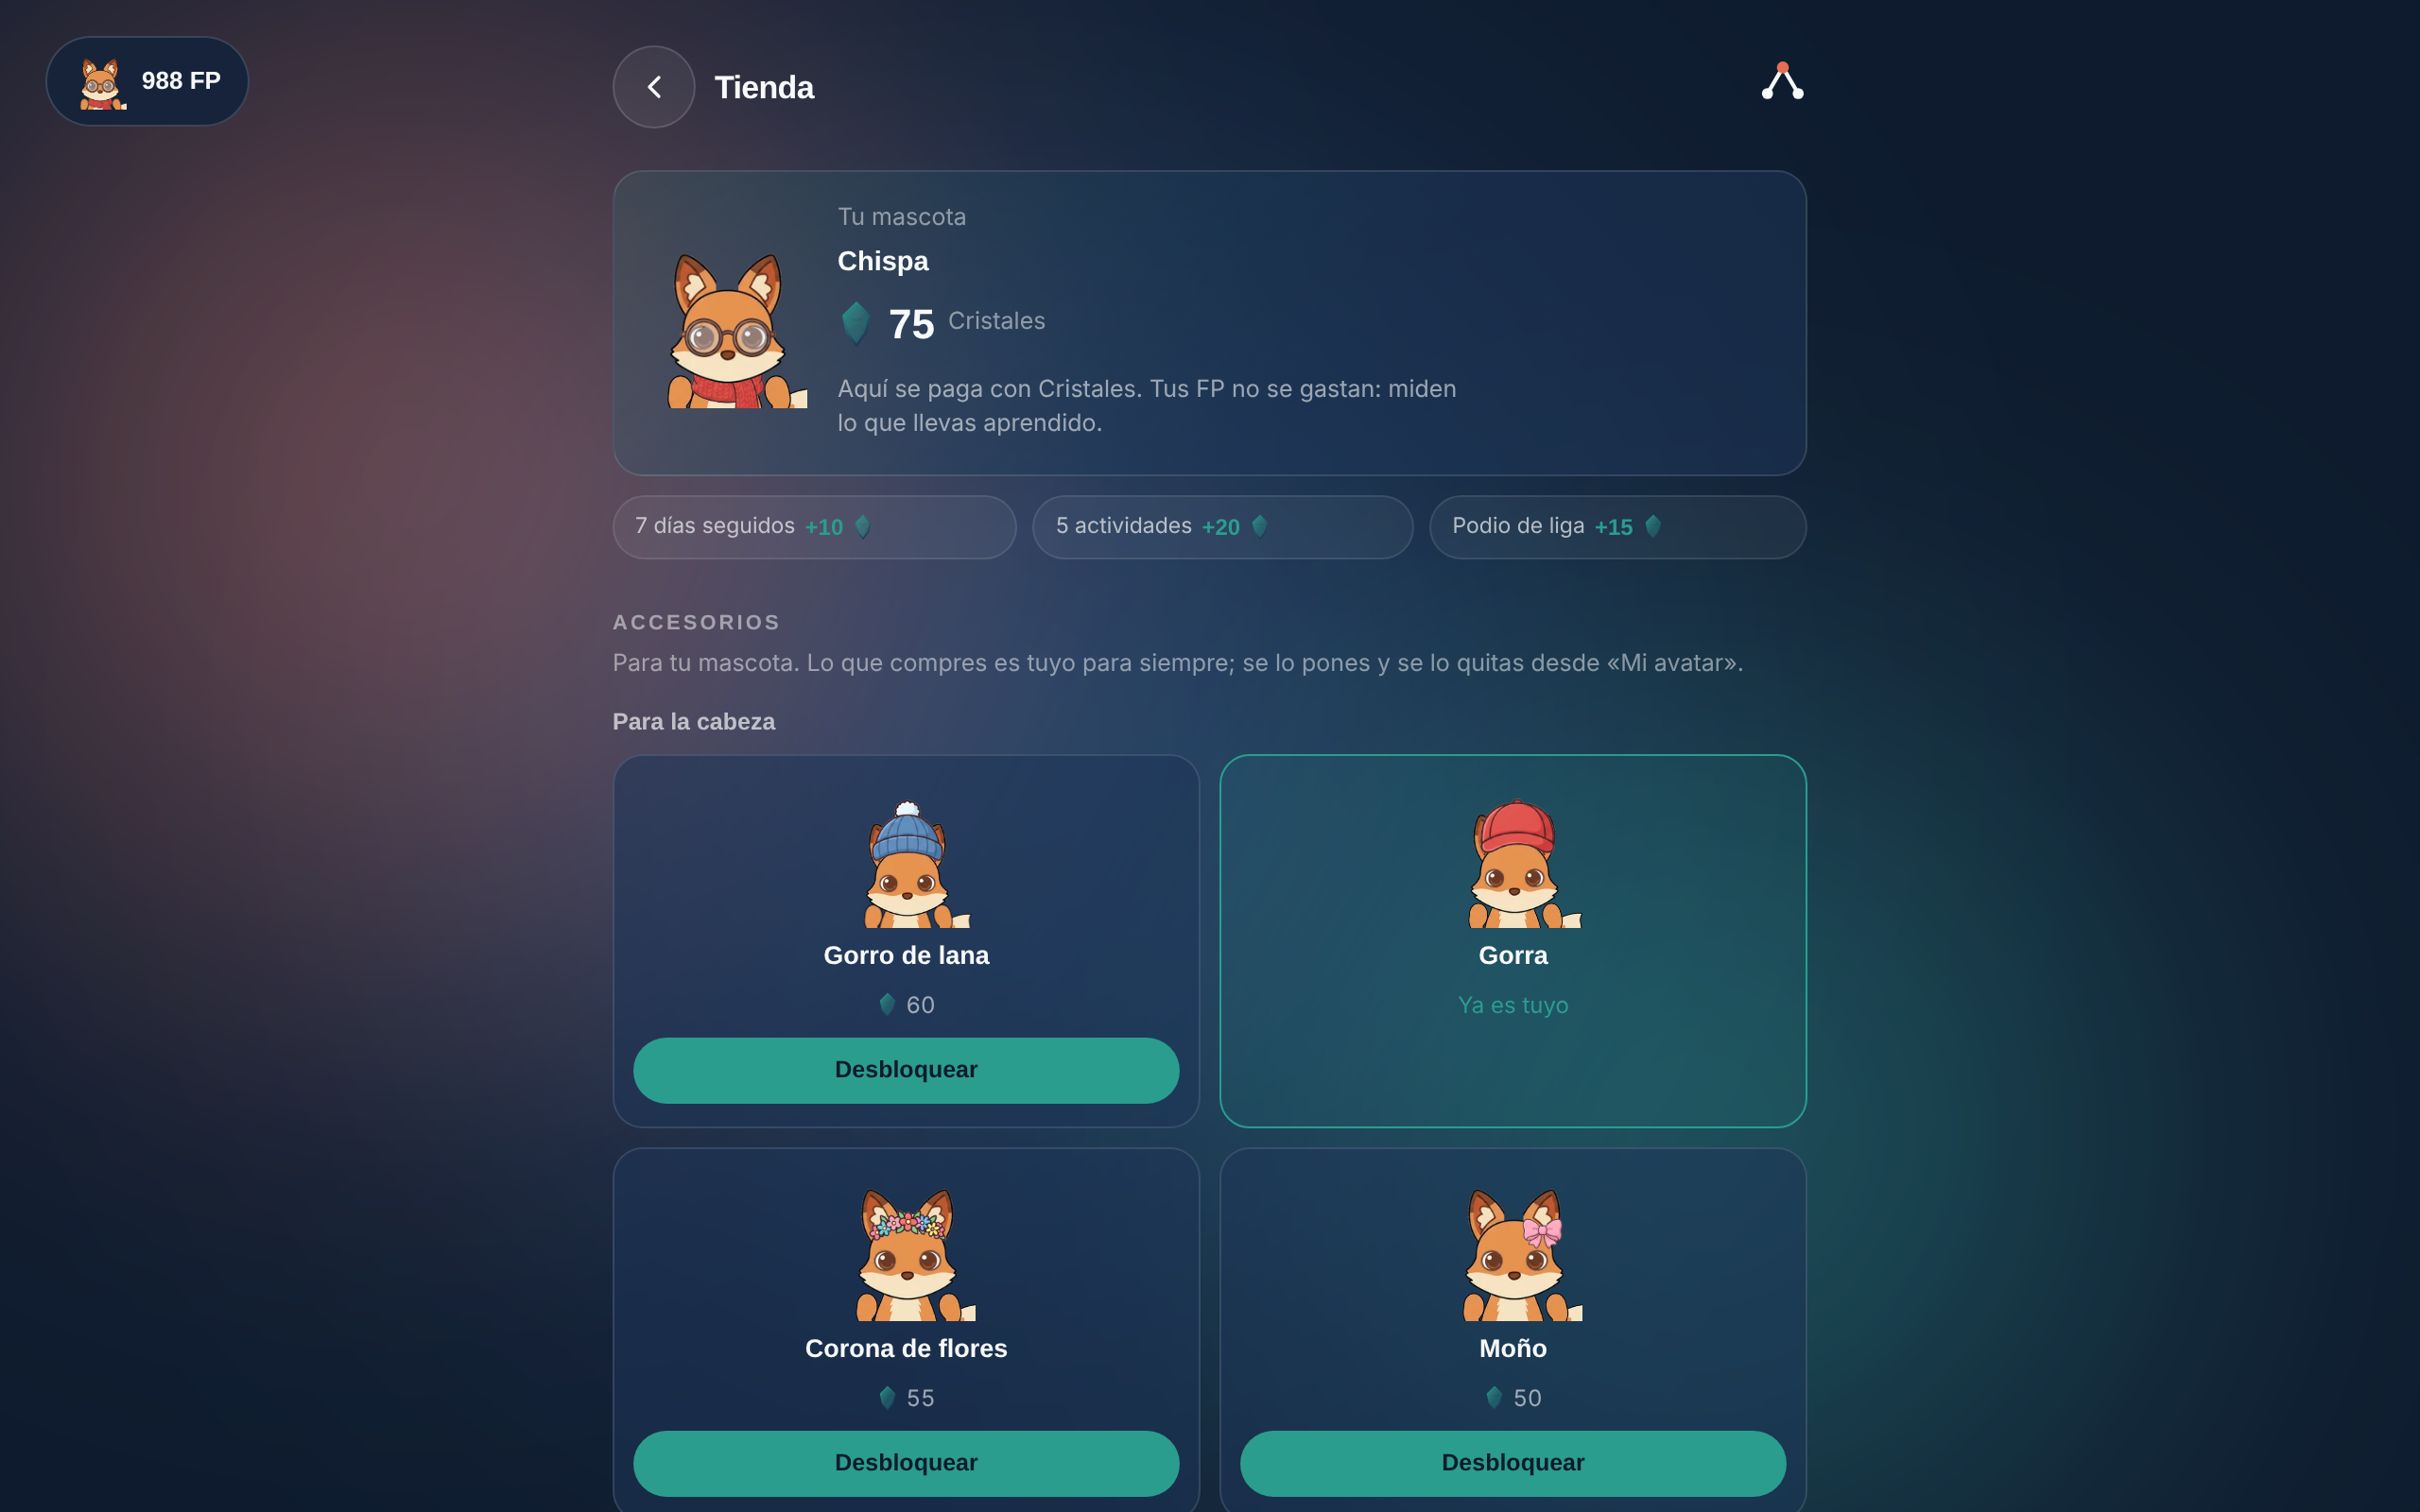 988 FP
Tienda
Tu mascota
Chispa
75 Cristales
Aquí se paga con Cristales. Tus FP no se gastan: miden
lo que llevas aprendido.
7 días seguidos +10
5 actividades +20
Podio de liga +15
ACCESORIOS
Para tu mascota. Lo que compres es tuyo para siempre; se lo pones y se lo quitas desde «Mi avatar».
Para la cabeza
Gorro de lana
60
Desbloquear
Gorra
Ya es tuyo
Corona de flores
55
Desbloquear
Moño
50
Desbloquear